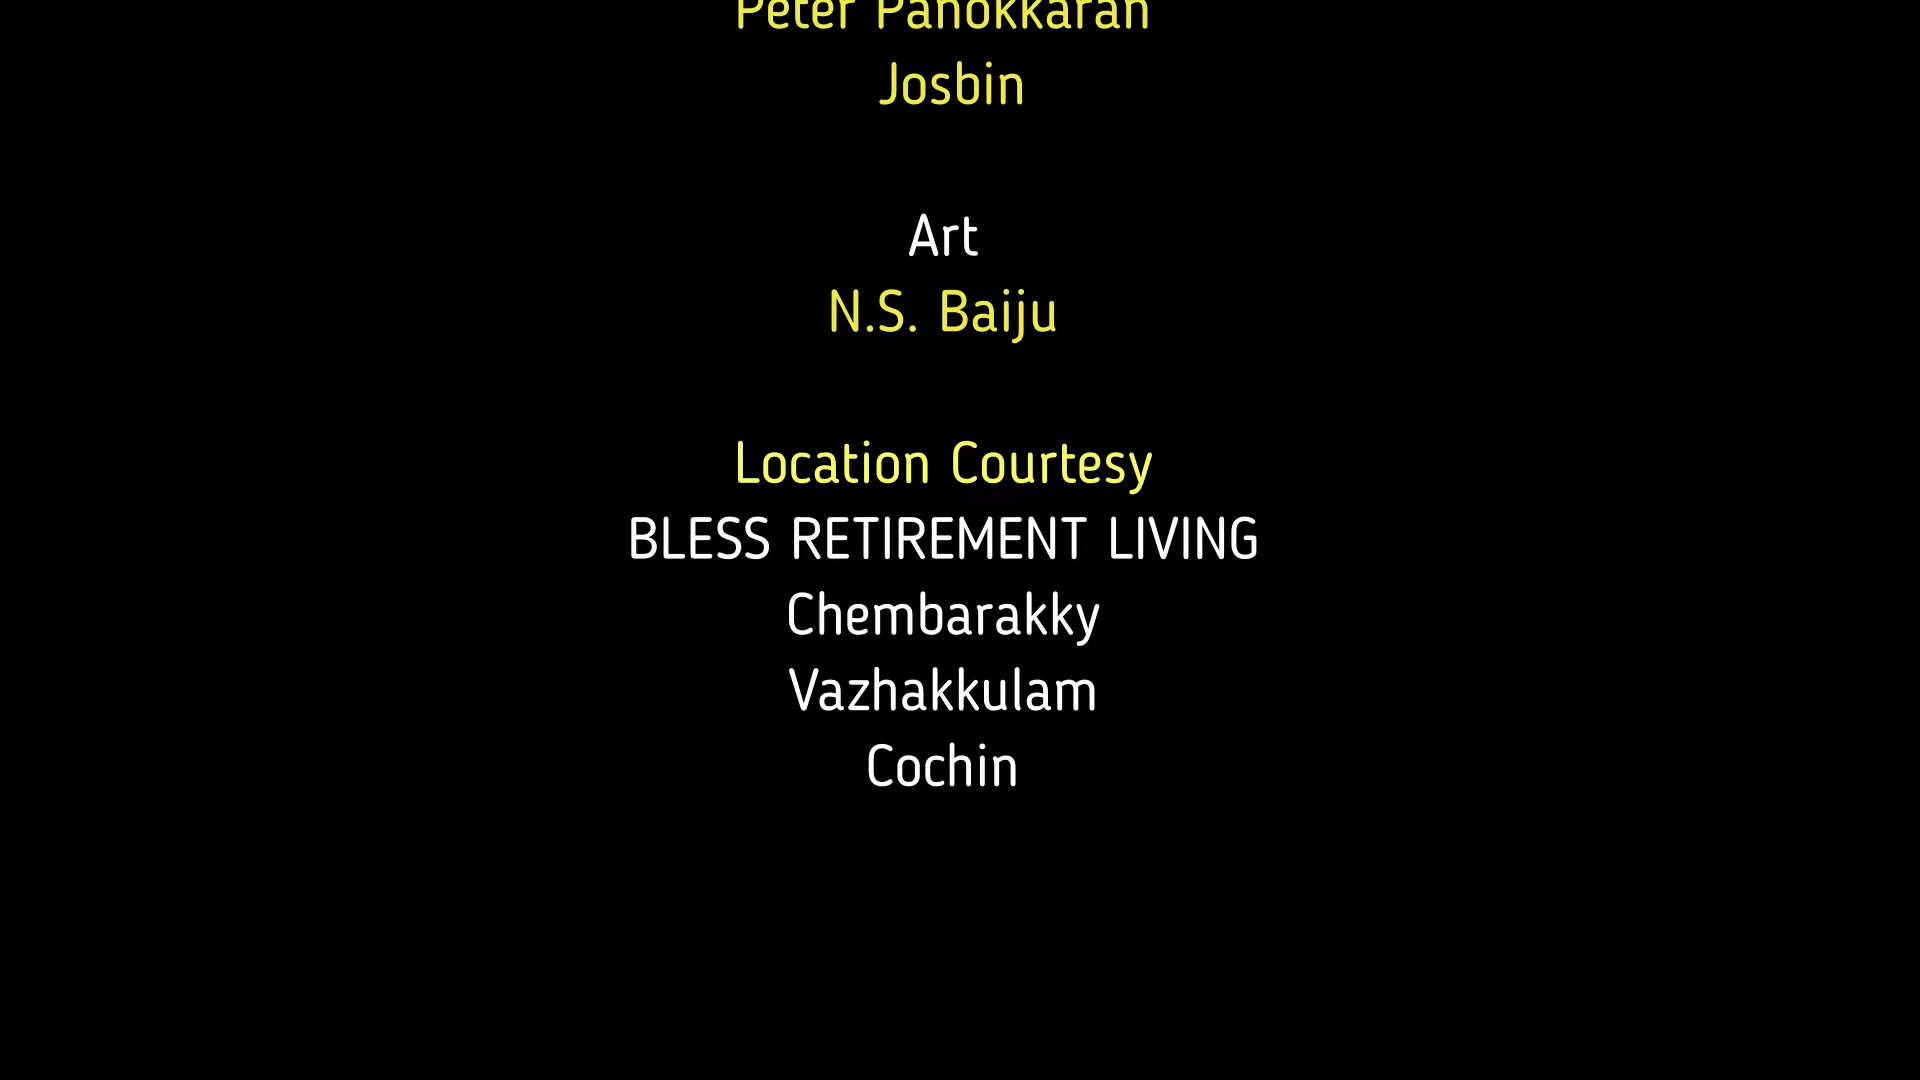 Peter Panokkaran
Josbin
Art
N.S. Baiju
Location Courtesy
BLESS RETIREMENT LIVING
Chembarakky
Vazhakkulam
Cochin